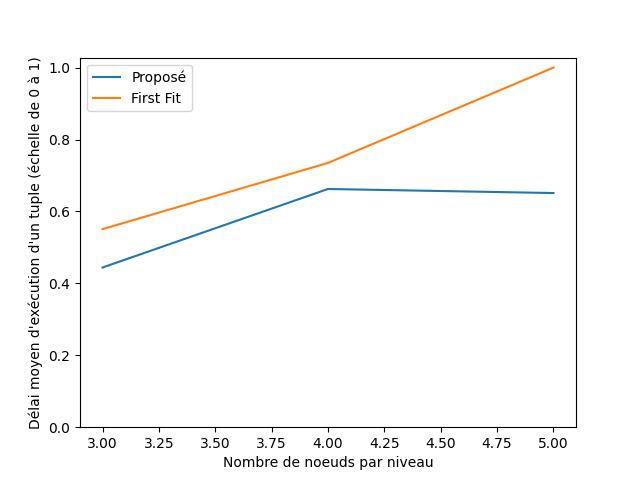 Proposé
First Fit
Délai moyen d'exécution d'un tuple (échelle de 0 à 1)
1.0
0.8
0.6
0.4
0.2
0.0
3.00 3.25 3.50 3.75 4.00 4.25 4.50 4.75 5.00
Nombre de noeuds par niveau